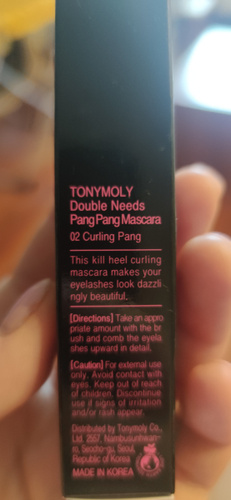 TONYMOLY
Double Needs
Pang Pang Mascara
02 Curling Pang
This kill heel curling
mascara makes your
eyelashes look dazzli
ngly beautiful.
[Directions] Take an appro
priate amount with the br
ush and comb the eyela
shes upward in detail.
[Caution] For external use
only. Avoid contact with
eyes. Keep out of reach
of children. Discontinue
use if signs of irritation
and/or rash appear.
Distributed by Tonymoly Co.,
Ltd. 2557, Nambusunhwan-
ro, Seocho-gu, Seoul,
Republic of Korea
MADE IN KOREA